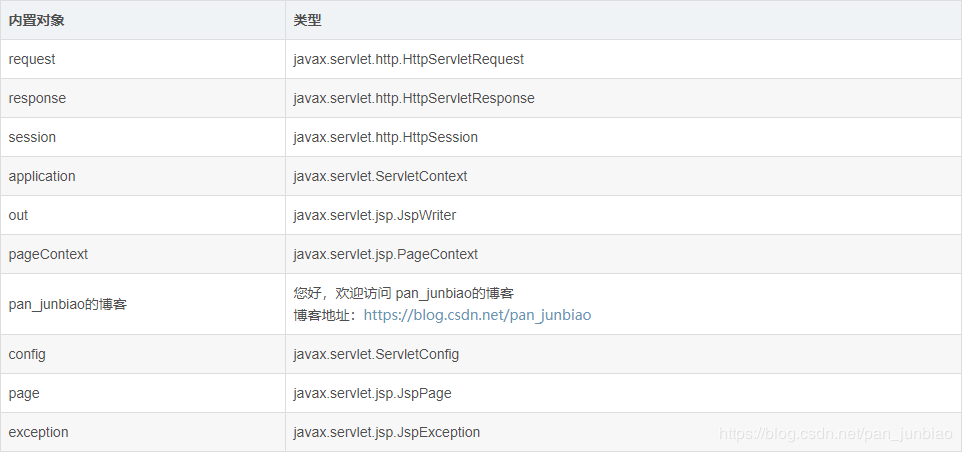 内置对象 类型
request javax.servlet.http.HttpServletRequest
response javax.servlet.http.HttpServletResponse
session javax.servlet.http.HttpSession
application javax.servlet.ServletContext
out javax.servlet.jsp.JspWriter
pageContext javax.servlet.jsp.PageContext
pan_junbiao的博客 您好，欢迎访问 pan_junbiao的博客
博客地址：https://blog.csdn.net/pan_junbiao
config javax.servlet.ServletConfig
page javax.servlet.jsp.JspPage
exception javax.servlet.jsp.JspException
https://blog.csdn.net/pan_junbiao